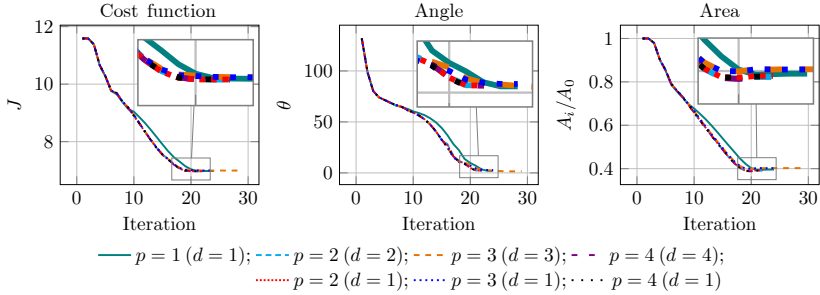 Cost function
Angle
Area
12
10
8
J
0 10 20 30
Iteration
100
50
0
θ
0 10 20 30
Iteration
1
0.8
0.6
0.4
A_i/A_0
0 10 20 30
Iteration
p = 1 (d = 1); p = 2 (d = 2); p = 3 (d = 3); p = 4 (d = 4);
p = 2 (d = 1); p = 3 (d = 1); p = 4 (d = 1)